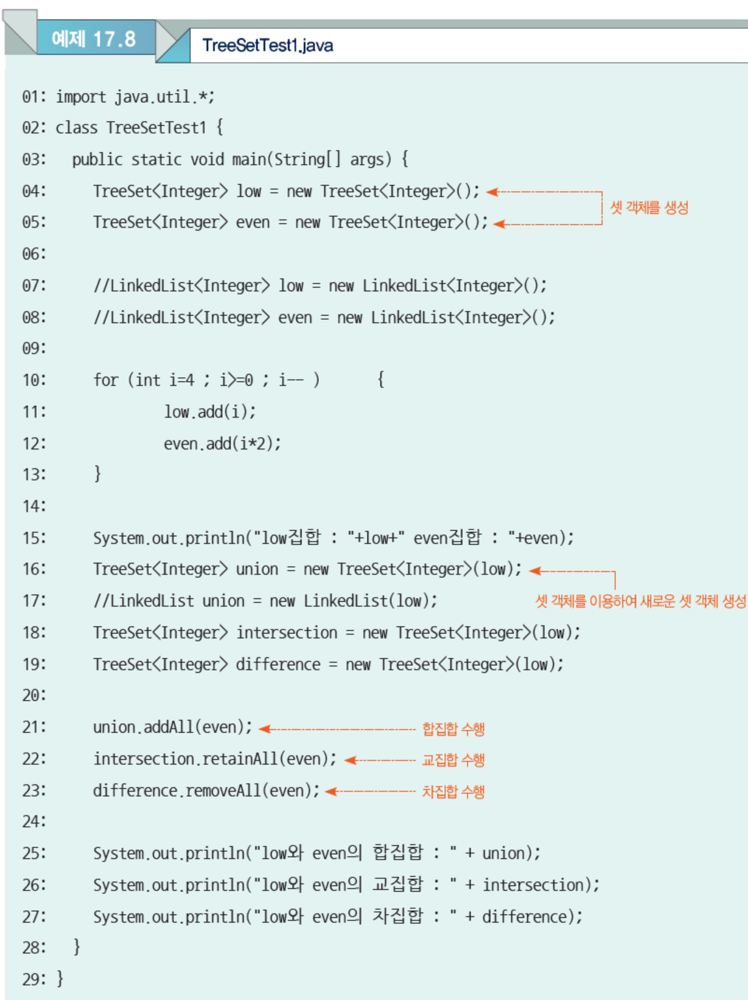 예제 17.8
TreeSetTest1.java
01: import java.util.*;
02: class TreeSetTest1 {
03: public static void main(String[] args) {
04: TreeSet<Integer> low = new TreeSet<Integer>();
셋 객체를 생성
05: TreeSet<Integer> even = new TreeSet<Integer>();
06:
07: //LinkedList<Integer> low = new LinkedList<Integer>();
08: //LinkedList<Integer> even = new LinkedList<Integer>();
09:
10: for (int i=4 ; i>=0 ; i-- ) {
11: low.add(i);
12: even.add(i*2);
13: }
14:
15: System.out.println("low집합 : "+low+" even집합 : "+even);
16: TreeSet<Integer> union = new TreeSet<Integer>(low);
17: //LinkedList union = new LinkedList(low); 셋 객체를 이용하여 새로운 셋 객체 생성
18: TreeSet<Integer> intersection = new TreeSet<Integer>(low);
19: TreeSet<Integer> difference = new TreeSet<Integer>(low);
20:
21: union.addAll(even); 합집합 수행
22: intersection.retainAll(even); 교집합 수행
23: difference.removeAll(even); 차집합 수행
24:
25: System.out.println("low와 even의 합집합 : " + union);
26: System.out.println("low와 even의 교집합 : " + intersection);
27: System.out.println("low와 even의 차집합 : " + difference);
28: }
29: }